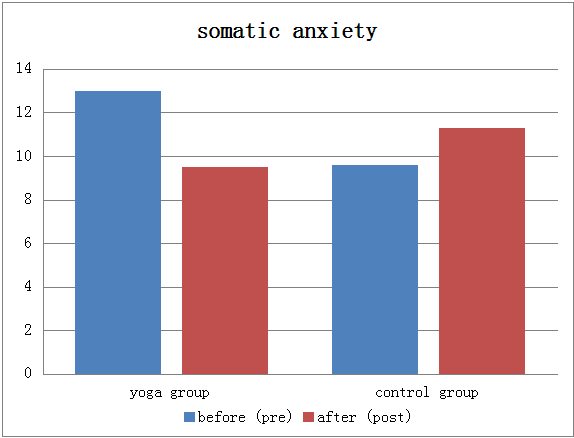 somatic anxiety
14
12
10
8
6
4
2
0
yoga group control group
before (pre) after (post)